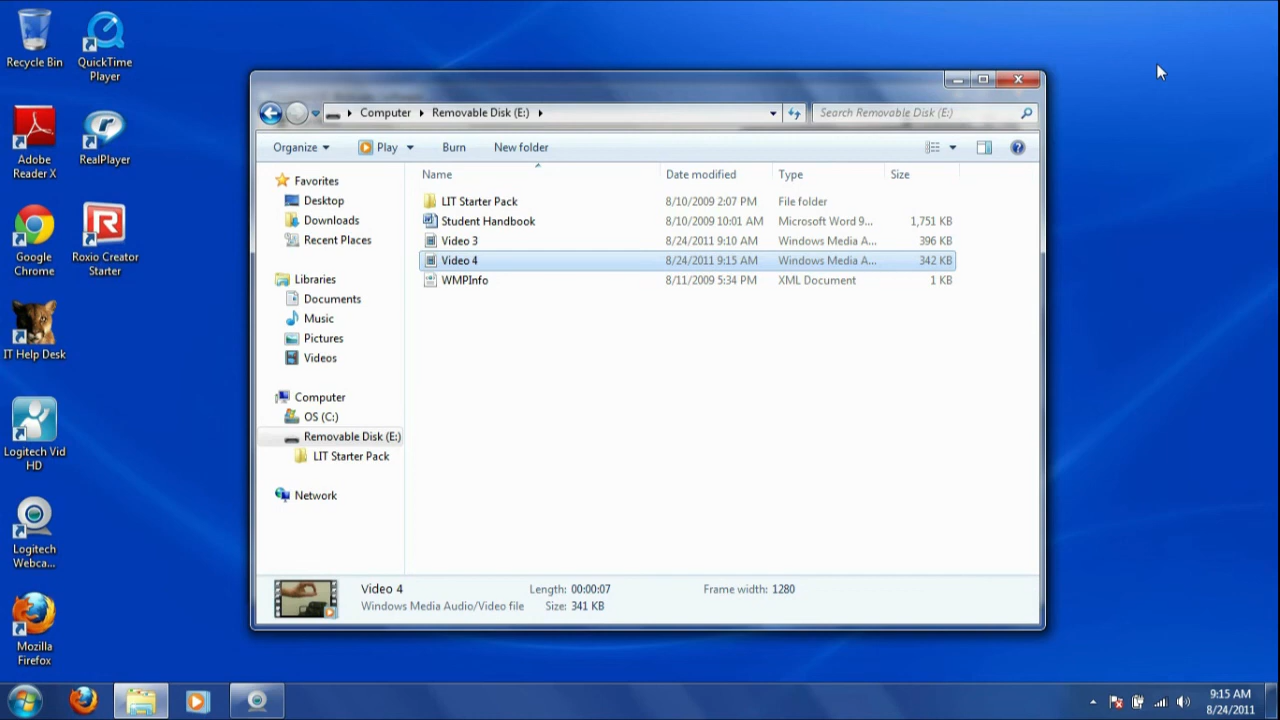 Recycle Bin
QuickTime Player
Adobe Reader X
RealPlayer
Google Chrome
Roxio Creator Starter
IT Help Desk
Logitech Vid HD
Logitech Webca...
Mozilla Firefox
Computer Removable Disk (E:)
Search Removable Disk (E:)
Organize Play Burn New folder
Name Date modified Type Size
LIT Starter Pack 8/10/2009 2:07 PM File folder
Student Handbook 8/10/2009 10:01 AM Microsoft Word 9... 1,751 KB
Video 3 8/24/2011 9:10 AM Windows Media A... 396 KB
Video 4 8/24/2011 9:15 AM Windows Media A... 342 KB
WMPInfo 8/11/2009 5:34 PM XML Document 1 KB
Favorites
Desktop
Downloads
Recent Places
Libraries
Documents
Music
Pictures
Videos
Computer
OS (C:)
Removable Disk (E:)
LIT Starter Pack
Network
Video 4 Length: 00:00:07 Frame width: 1280
Windows Media Audio/Video file Size: 341 KB
9:15 AM
8/24/2011